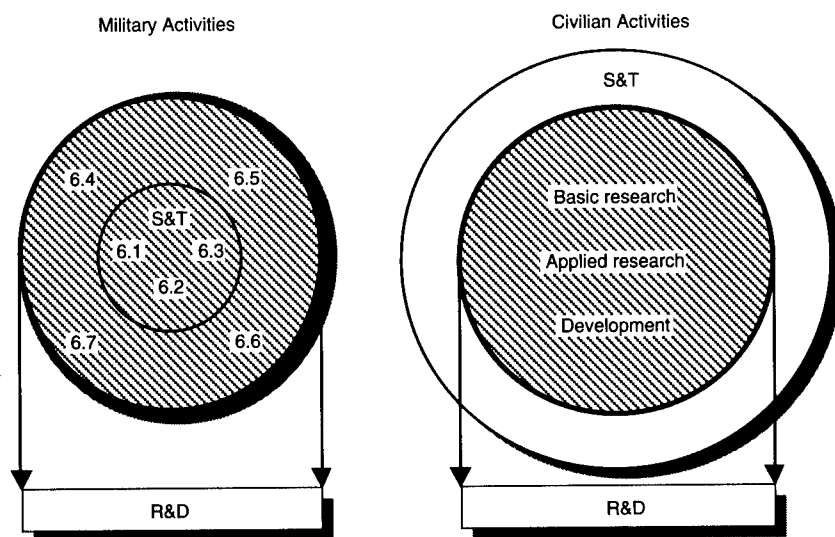 Military Activities
6.4
6.5
S&T
6.1
6.3
6.2
6.7
6.6
R&D
Civilian Activities
S&T
Basic research
Applied research
Development
R&D